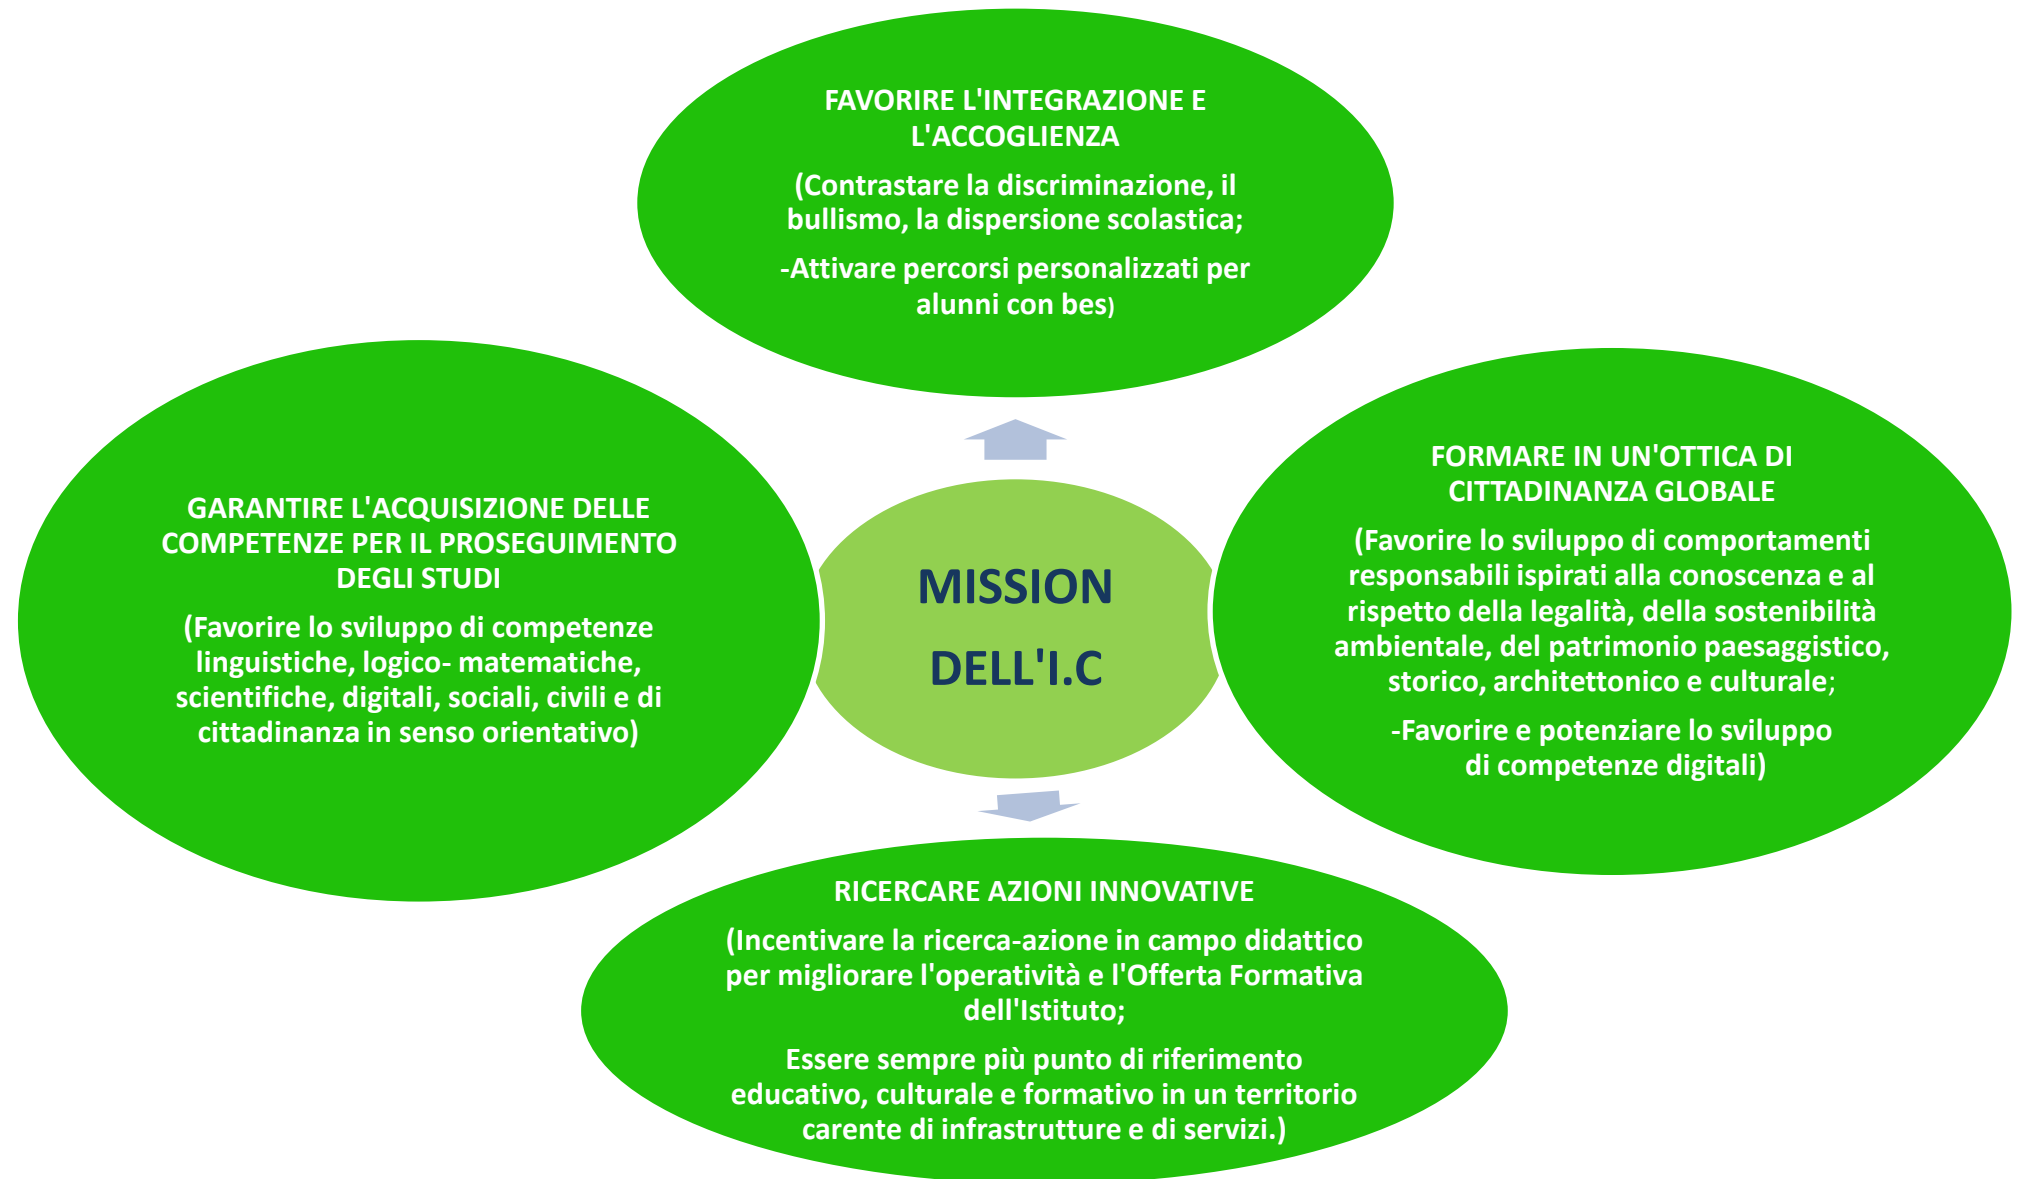 FAVORIRE L'INTEGRAZIONE E
L'ACCOGLIENZA
(Contrastare la discriminazione, il
bullismo, la dispersione scolastica;
-Attivare percorsi personalizzati per
alunni con bes)
GARANTIRE L'ACQUISIZIONE DELLE
COMPETENZE PER IL PROSEGUIMENTO
DEGLI STUDI
(Favorire lo sviluppo di competenze
linguistiche, logico- matematiche,
scientifiche, digitali, sociali, civili e di
cittadinanza in senso orientativo)
MISSION
DELL'I.C
FORMARE IN UN'OTTICA DI
CITTADINANZA GLOBALE
(Favorire lo sviluppo di comportamenti
responsabili ispirati alla conoscenza e al
rispetto della legalità, della sostenibilità
ambientale, del patrimonio paesaggistico,
storico, architettonico e culturale;
-Favorire e potenziare lo sviluppo
di competenze digitali)
RICERCARE AZIONI INNOVATIVE
(Incentivare la ricerca-azione in campo didattico
per migliorare l'operatività e l'Offerta Formativa
dell'Istituto;
Essere sempre più punto di riferimento
educativo, culturale e formativo in un territorio
carente di infrastrutture e di servizi.)